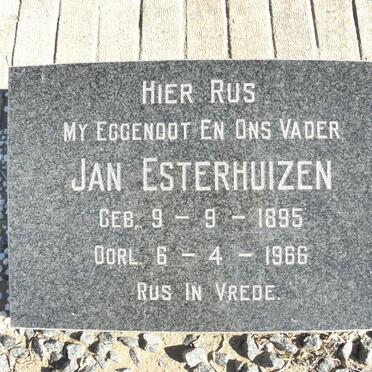 HIER RUS
MY EGGENOOT EN ONS VADER
JAN ESTERHUIZEN
GEB. 9 – 9 – 1895
OORL. 6 – 4 – 1966
RUS IN VREDE.